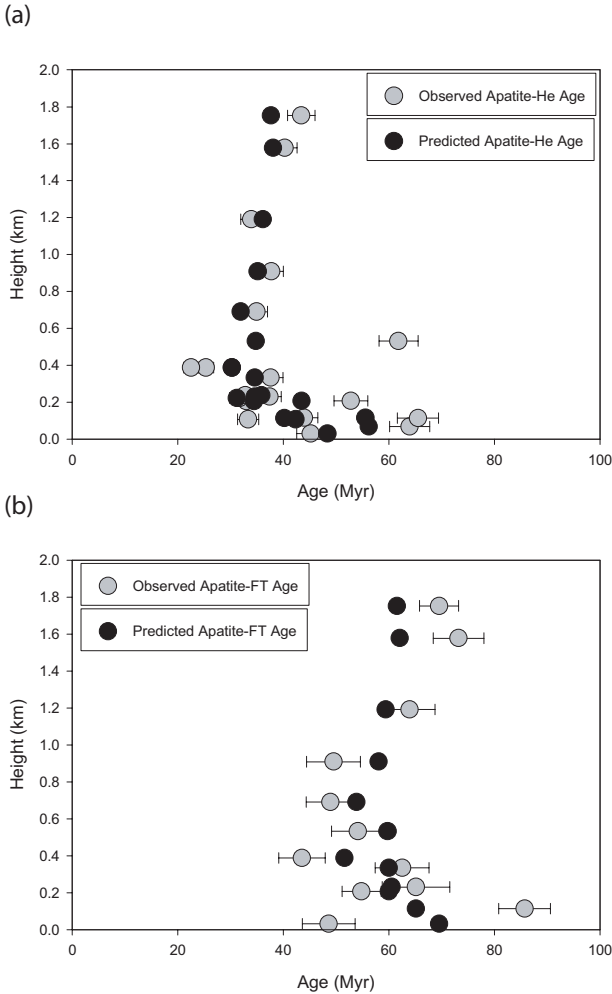 (a)
2.0
Observed Apatite-He Age
1.8
Predicted Apatite-He Age
1.6
1.4
1.2
1.0
0.8
0.6
0.4
0.2
0.0
Height (km)
0 20 40 60 80 100
Age (Myr)
(b)
2.0
Observed Apatite-FT Age
1.8
Predicted Apatite-FT Age
1.6
1.4
1.2
1.0
0.8
0.6
0.4
0.2
0.0
Height (km)
0 20 40 60 80 100
Age (Myr)